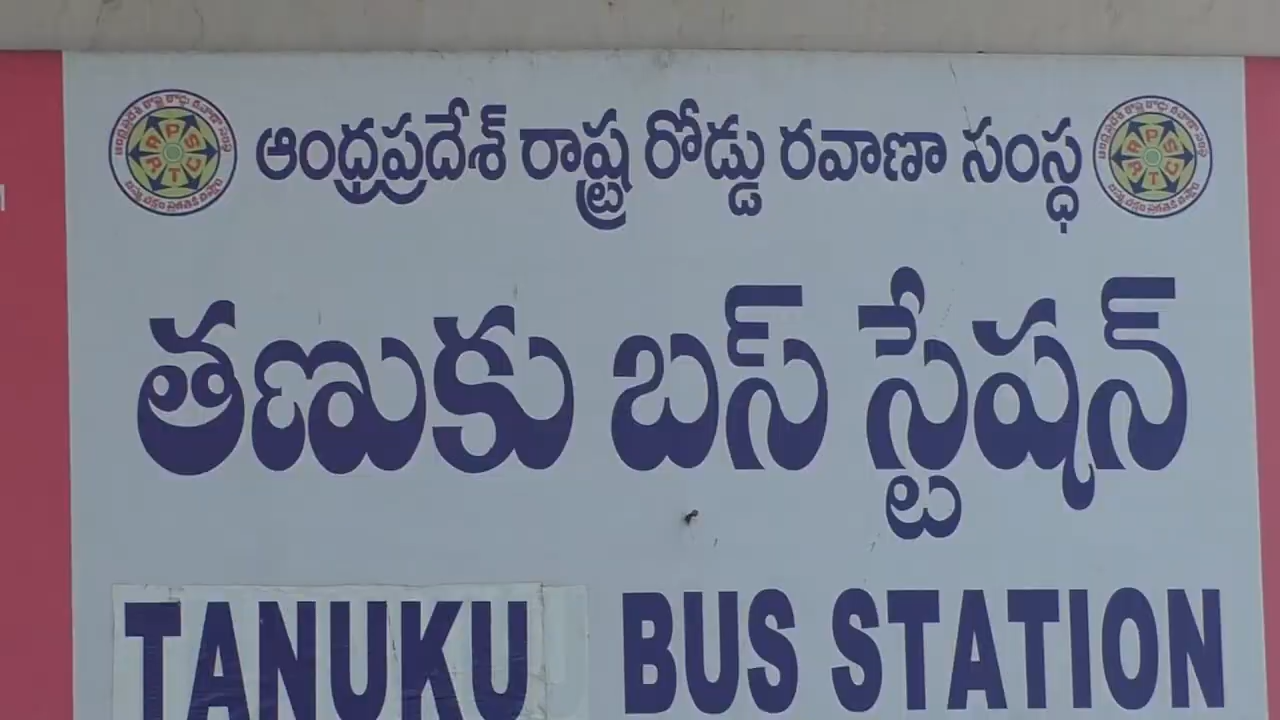 ఆంధ్రప్రదేశ్ రాష్ట్ర రోడ్డు రవాణా సంస్ధ
తణుకు బస్ స్టేషన్
TANUKU BUS STATION